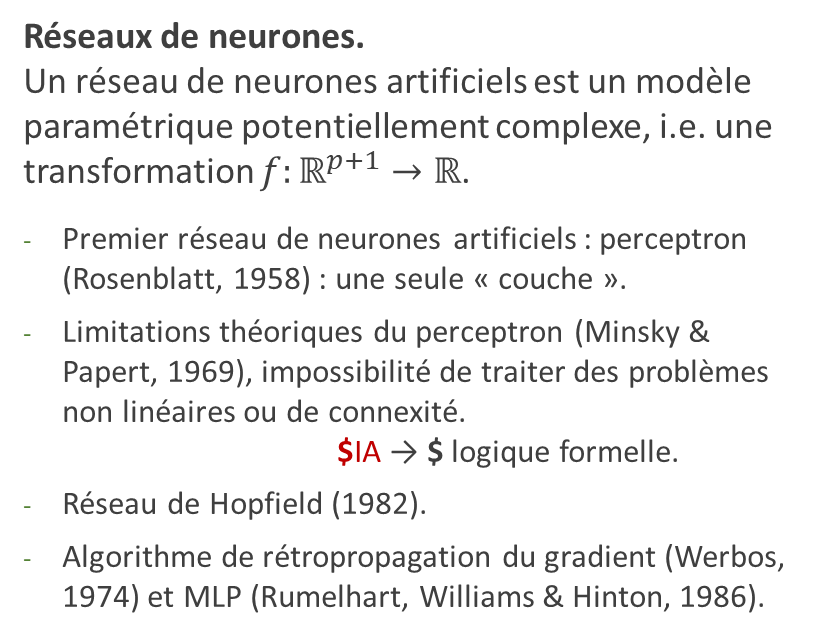 Réseaux de neurones.
Un réseau de neurones artificiels est un modèle
paramétrique potentiellement complexe, i.e. une
transformation f : ℝᵖ⁺¹ → ℝ.
- Premier réseau de neurones artificiels : perceptron
(Rosenblatt, 1958) : une seule « couche ».
- Limitations théoriques du perceptron (Minsky &
Papert, 1969), impossibilité de traiter des problèmes
non linéaires ou de connexité.
$IA → $ logique formelle.
- Réseau de Hopfield (1982).
- Algorithme de rétropropagation du gradient (Werbos,
1974) et MLP (Rumelhart, Williams & Hinton, 1986).